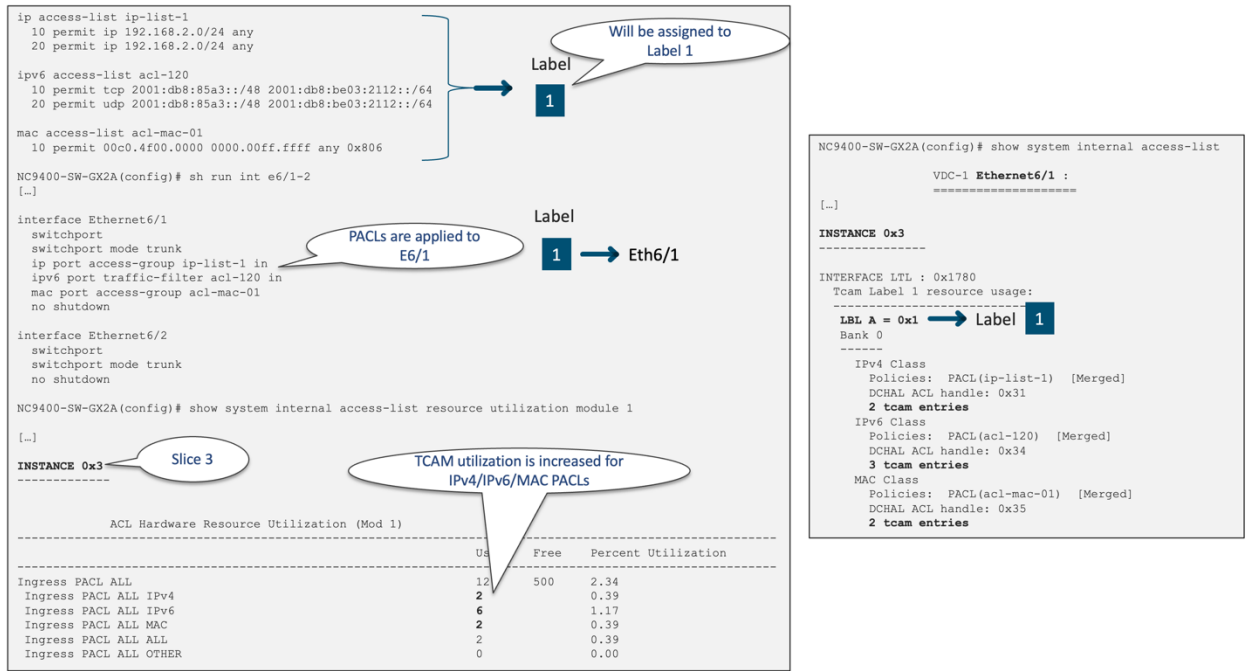 ip access-list ip-list-1
10 permit ip 192.168.2.0/24 any
20 permit ip 192.168.2.0/24 any
ipv6 access-list acl-120
10 permit tcp 2001:db8:85a3::/48 2001:db8:be03:2112::/64
20 permit udp 2001:db8:85a3::/48 2001:db8:be03:2112::/64
mac access-list acl-mac-01
10 permit 00c0.4f00.0000 0000.00ff.ffff any 0x806
Will be assigned to
Label 1
Label
1
NC9400-SW-GX2A(config)# sh run int e6/1-2
[…]
interface Ethernet6/1
switchport
switchport mode trunk
ip port access-group ip-list-1 in
ipv6 port traffic-filter acl-120 in
mac port access-group acl-mac-01
no shutdown
PACLs are applied to
E6/1
Label
1
Eth6/1
interface Ethernet6/2
switchport
switchport mode trunk
no shutdown
NC9400-SW-GX2A(config)# show system internal access-list resource utilization module 1
[…]
INSTANCE 0x3
-------------
Slice 3
TCAM utilization is increased for
IPv4/IPv6/MAC PACLs
ACL Hardware Resource Utilization (Mod 1)
Us Free Percent Utilization
Ingress PACL ALL 12 500 2.34
Ingress PACL ALL IPv4 2 0.39
Ingress PACL ALL IPv6 6 1.17
Ingress PACL ALL MAC 2 0.39
Ingress PACL ALL ALL 2 0.39
Ingress PACL ALL OTHER 0 0.00
NC9400-SW-GX2A(config)# show system internal access-list
VDC-1 Ethernet6/1 :
====================
[…]
INSTANCE 0x3
--------------
INTERFACE LTL : 0x1780
Tcam Label 1 resource usage:
---------------------------
LBL A = 0x1 Label 1
Bank 0
------
IPv4 Class
Policies: PACL(ip-list-1) [Merged]
DCHAL ACL handle: 0x31
2 tcam entries
IPv6 Class
Policies: PACL(acl-120) [Merged]
DCHAL ACL handle: 0x34
3 tcam entries
MAC Class
Policies: PACL(acl-mac-01) [Merged]
DCHAL ACL handle: 0x35
2 tcam entries